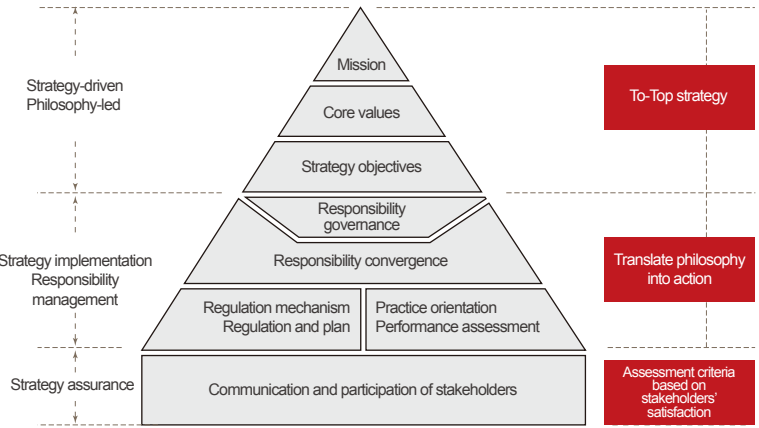 Mission
Strategy-driven
Philosophy-led
To-Top strategy
Core values
Strategy objectives
Responsibility
governance
Strategy implementation
Responsibility
management
Responsibility convergence
Translate philosophy
into action
Regulation mechanism
Regulation and plan
Practice orientation
Performance assessment
Strategy assurance
Communication and participation of stakeholders
Assessment criteria
based on
stakeholders'
satisfaction